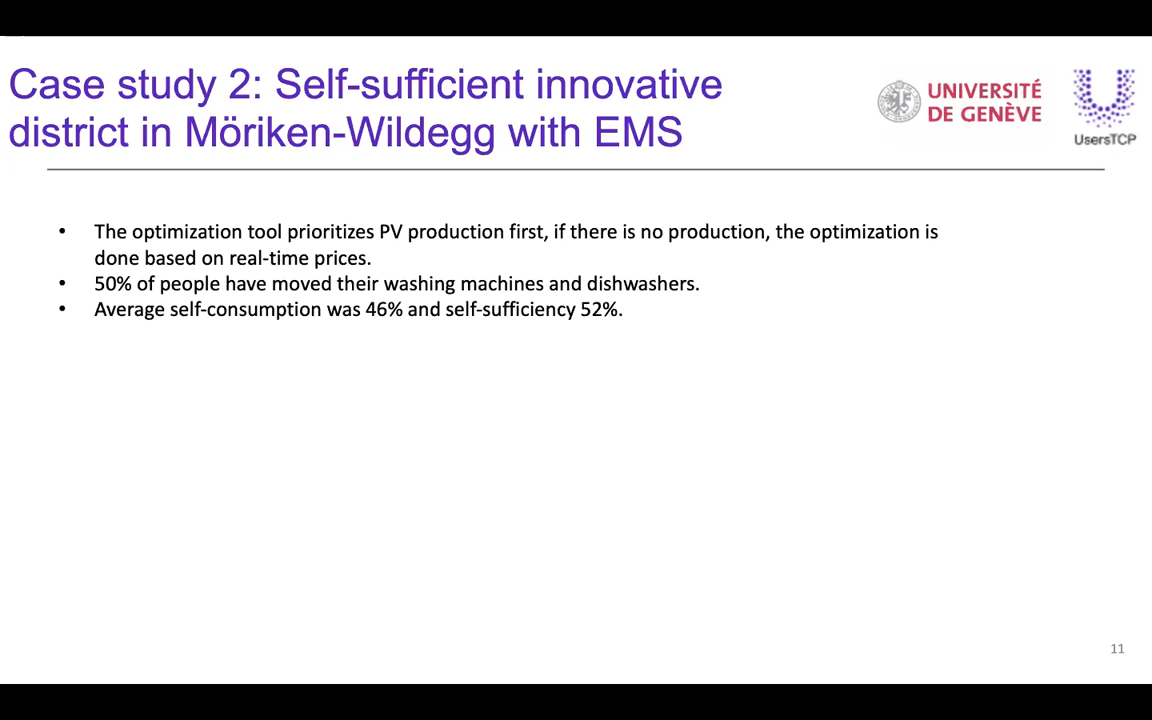 Case study 2: Self-sufficient innovative
district in Möriken-Wildegg with EMS
UNIVERSITÉ
DE GENÈVE
UsersTCP
• The optimization tool prioritizes PV production first, if there is no production, the optimization is
done based on real-time prices.
• 50% of people have moved their washing machines and dishwashers.
• Average self-consumption was 46% and self-sufficiency 52%.
11